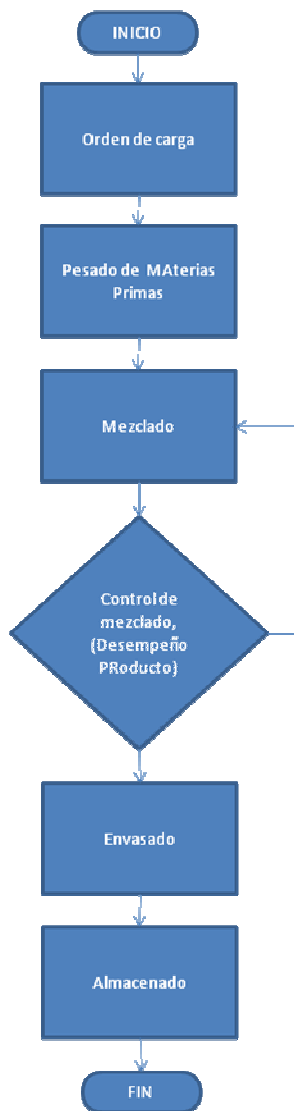 INICIO
Orden de carga
Pesado de MAterias
Primas
Mezclado
Control de
mezclado,
(Desempeño
PRoducto)
Envasado
Almacenado
FIN